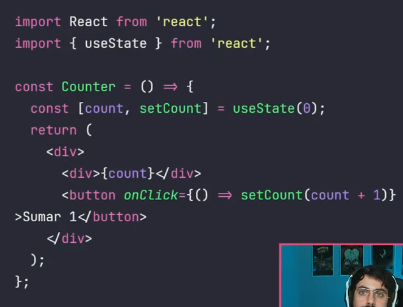 import React from 'react';
import { useState } from 'react';
const Counter = () => {
const [count, setCount] = useState(0);
return (
<div>
<div>{count}</div>
<button onClick={() => setCount(count + 1)}
>Sumar 1</button>
</div>
);
};